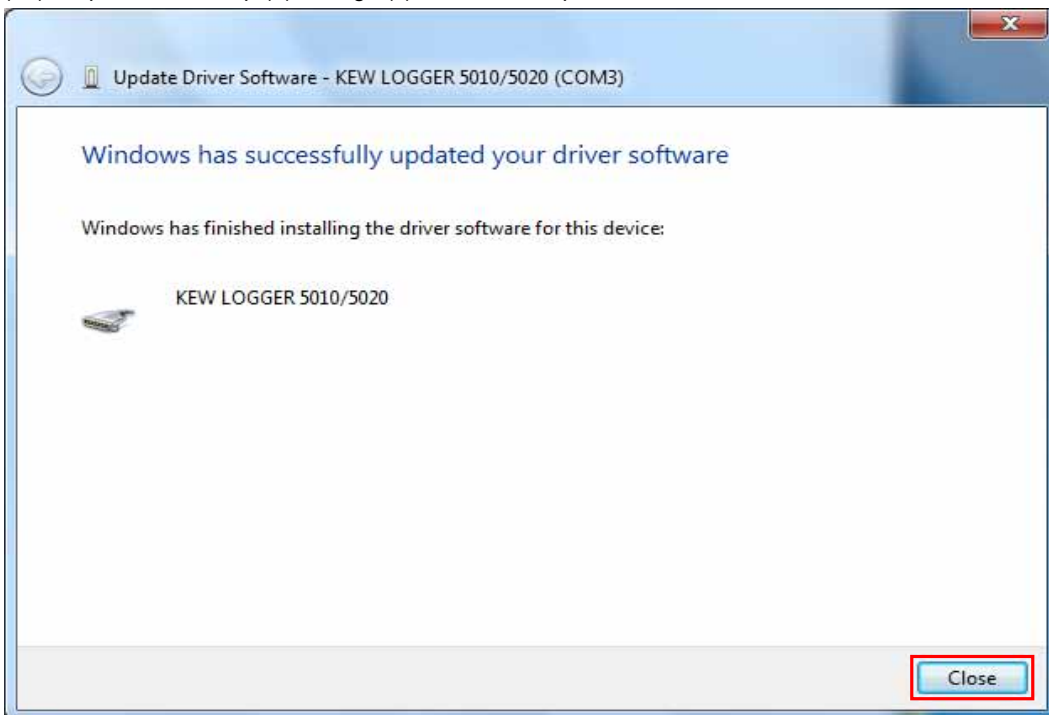 Update Driver Software - KEW LOGGER 5010/5020 (COM3)
Windows has successfully updated your driver software
Windows has finished installing the driver software for this device:
KEW LOGGER 5010/5020
Close